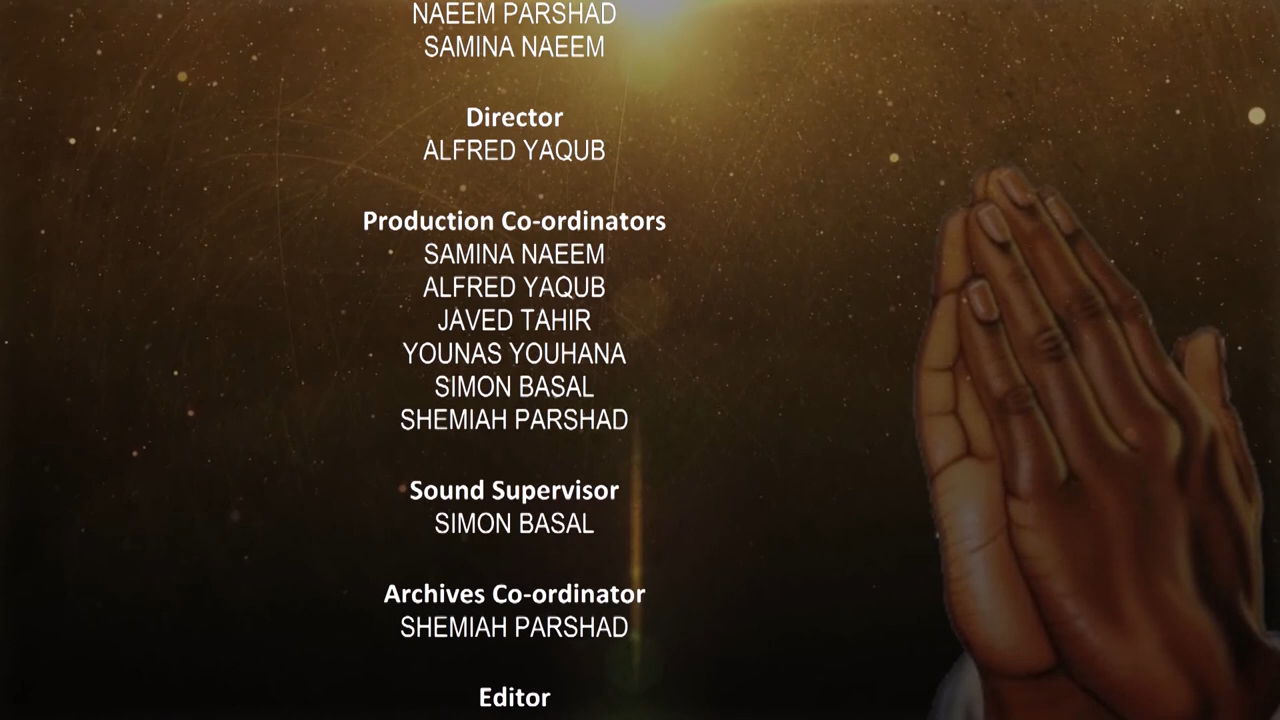 NAEEM PARSHAD
SAMINA NAEEM
Director
ALFRED YAQUB
Production Co-ordinators
SAMINA NAEEM
ALFRED YAQUB
JAVED TAHIR
YOUNAS YOUHANA
SIMON BASAL
SHEMIAH PARSHAD
Sound Supervisor
SIMON BASAL
Archives Co-ordinator
SHEMIAH PARSHAD
Editor